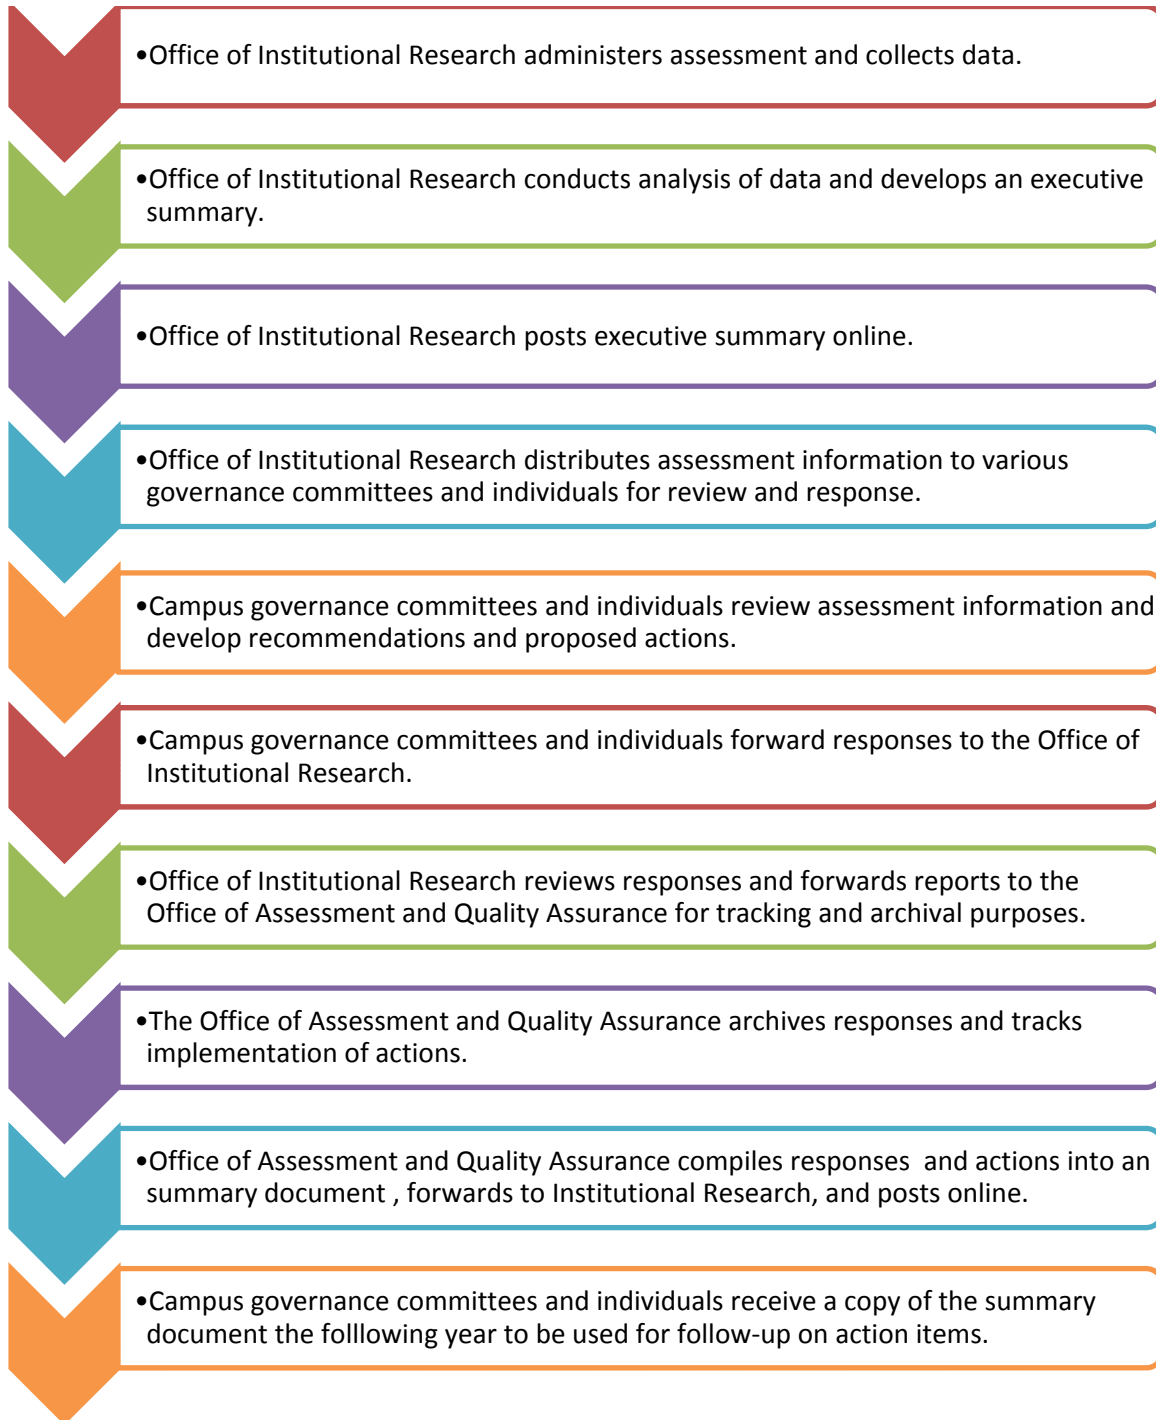 •Office of Institutional Research administers assessment and collects data.
•Office of Institutional Research conducts analysis of data and develops an executive
summary.
•Office of Institutional Research posts executive summary online.
•Office of Institutional Research distributes assessment information to various
governance committees and individuals for review and response.
•Campus governance committees and individuals review assessment information and
develop recommendations and proposed actions.
•Campus governance committees and individuals forward responses to the Office of
Institutional Research.
•Office of Institutional Research reviews responses and forwards reports to the
Office of Assessment and Quality Assurance for tracking and archival purposes.
•The Office of Assessment and Quality Assurance archives responses and tracks
implementation of actions.
•Office of Assessment and Quality Assurance compiles responses  and actions into an
summary document , forwards to Institutional Research, and posts online.
•Campus governance committees and individuals receive a copy of the summary
document the folllowing year to be used for follow-up on action items.